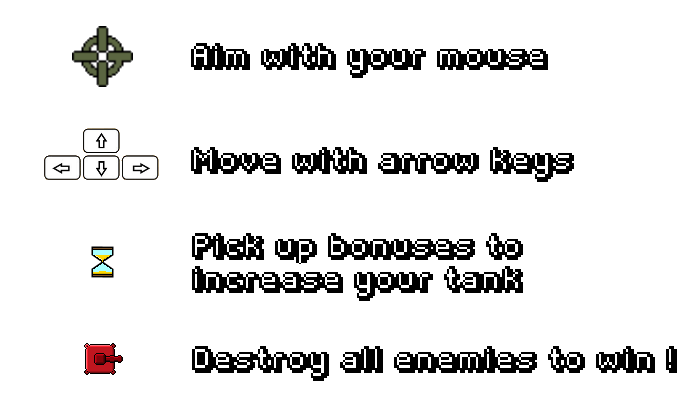 Aim with your mouse
Move with arrow keys
Pick up bonuses to
increase your tank
Destroy all enemies to win !